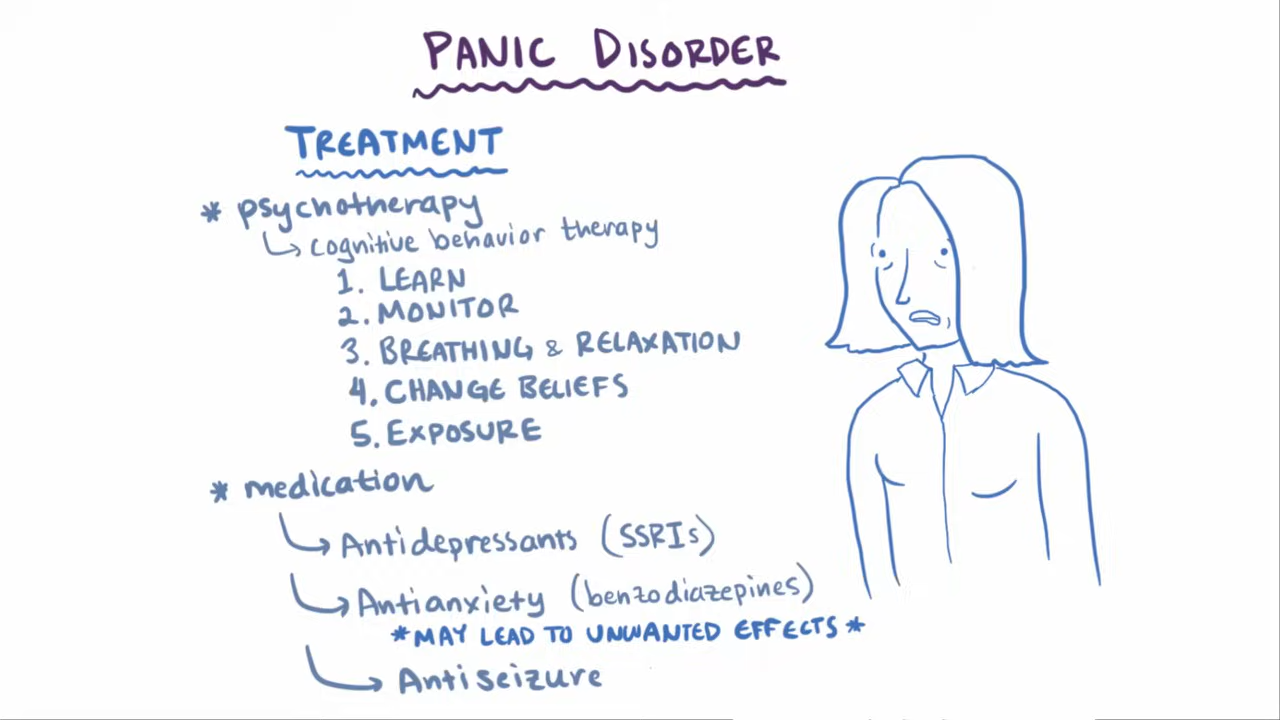 PANIC DISORDER
TREATMENT
* psychotherapy
↳ cognitive behavior therapy
1. LEARN
2. MONITOR
3. BREATHING & RELAXATION
4. CHANGE BELIEFS
5. EXPOSURE
* medication
↳ Antidepressants (SSRIs)
↳ Antianxiety (benzodiazepines)
*MAY LEAD TO UNWANTED EFFECTS*
↳ Antiseizure